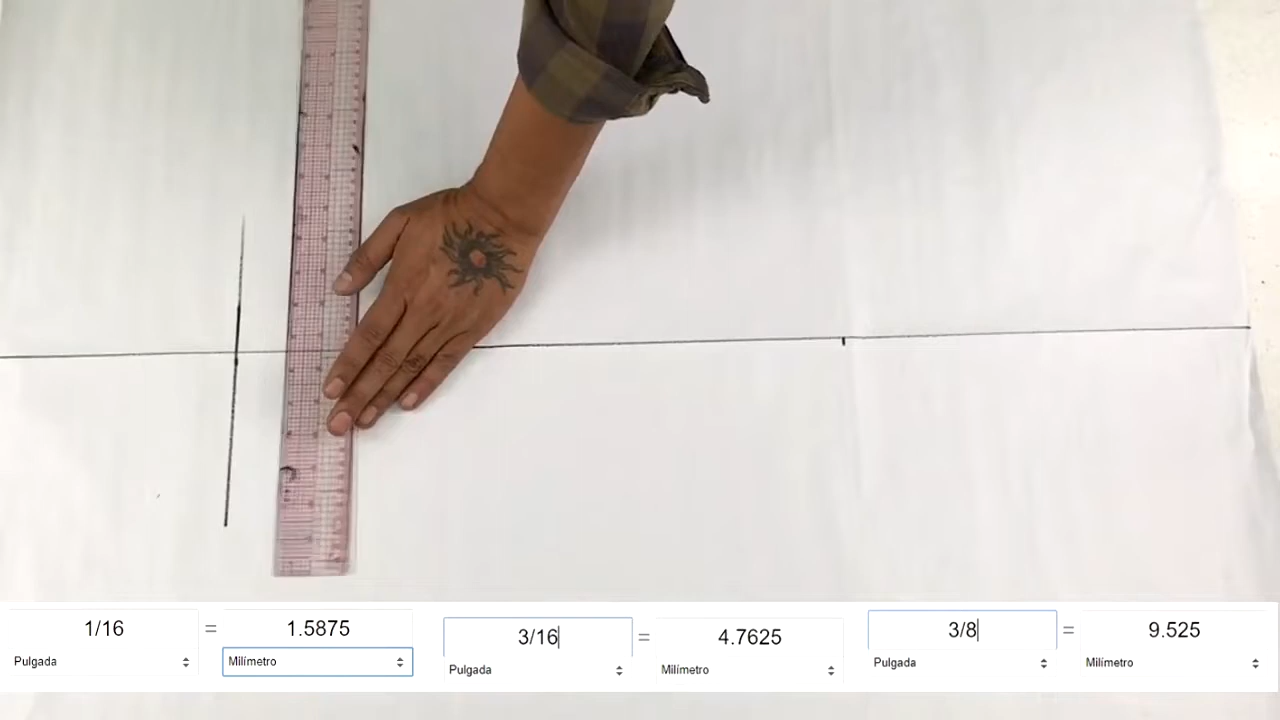 1/16 = 1.5875
Pulgada Milímetro
3/16 = 4.7625
Pulgada Milímetro
3/8 = 9.525
Pulgada Milímetro